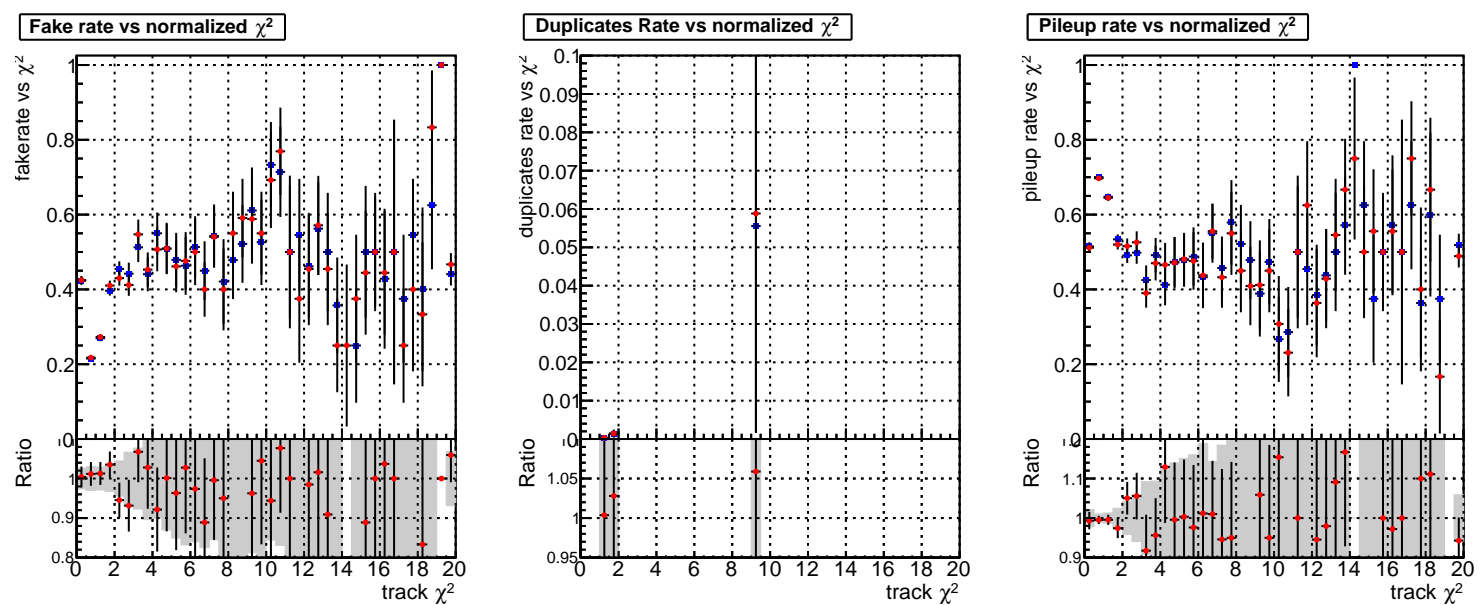 Fake rate vs normalized χ²
fakerate vs χ²
1
0.8
0.6
0.4
0.2
Ratio
1
0.9
0.8
0 2 4 6 8 10 12 14 16 18 20
track χ²
Duplicates Rate vs normalized χ²
duplicates rate vs χ²
0.1
0.09
0.08
0.07
0.06
0.05
0.04
0.03
0.02
0.01
0
Ratio
1.05
1
0.95
0 2 4 6 8 10 12 14 16 18 20
track χ²
Pileup rate vs normalized χ²
pileup rate vs χ²
1
0.8
0.6
0.4
0.2
0
Ratio
1.1
1
0.9
0 2 4 6 8 10 12 14 16 18 20
track χ²